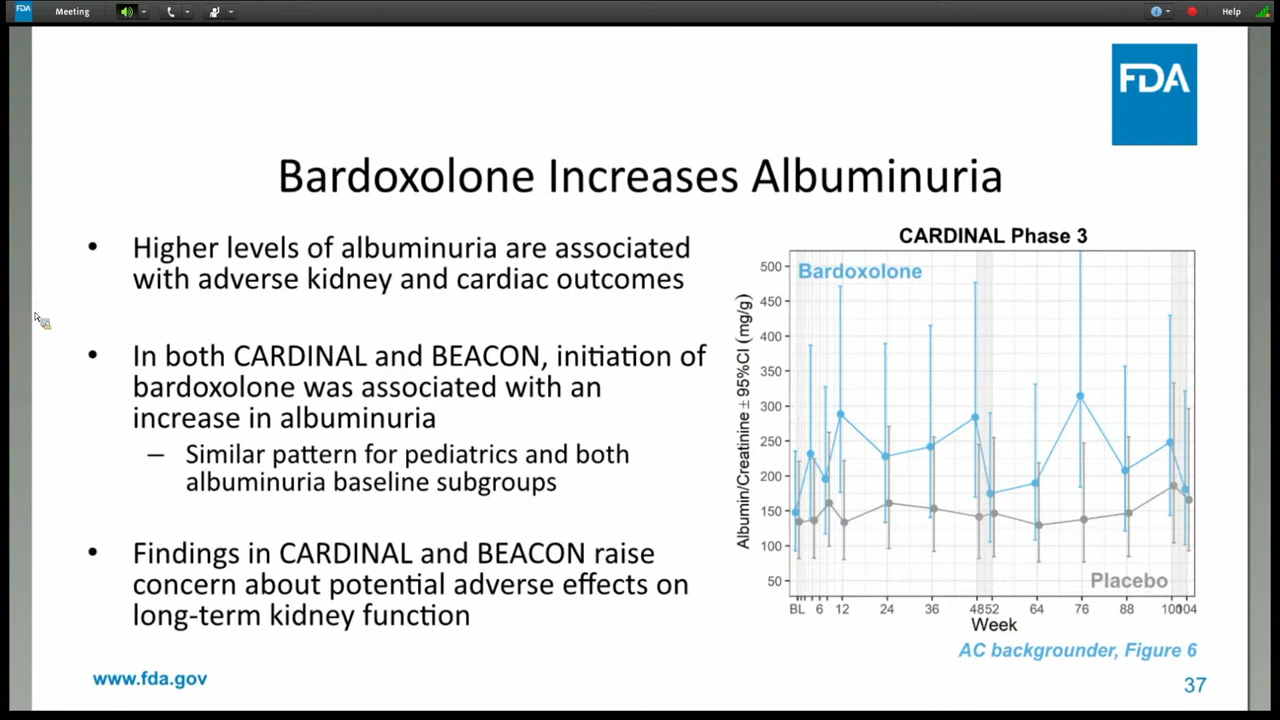 FDA
Meeting
Help
FDA
Bardoxolone Increases Albuminuria
• Higher levels of albuminuria are associated
with adverse kidney and cardiac outcomes
• In both CARDINAL and BEACON, initiation of
bardoxolone was associated with an
increase in albuminuria
– Similar pattern for pediatrics and both
albuminuria baseline subgroups
• Findings in CARDINAL and BEACON raise
concern about potential adverse effects on
long-term kidney function
CARDINAL Phase 3
Bardoxolone
Albumin/Creatinine ± 95%CI (mg/g)
500
450
400
350
300
250
200
150
100
50
Placebo
BL 6 12 24 36 48 52 64 76 88 100 104
Week
AC backgrounder, Figure 6
www.fda.gov
37